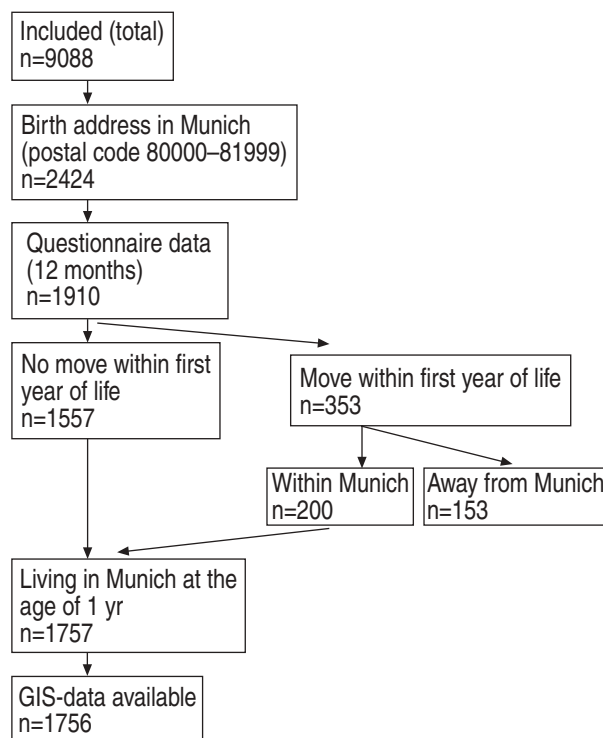 Included (total)
n=9088
Birth address in Munich
(postal code 80000–81999)
n=2424
Questionnaire data
(12 months)
n=1910
No move within first
year of life
n=1557
Move within first year of life
n=353
Within Munich
n=200
Away from Munich
n=153
Living in Munich at the
age of 1 yr
n=1757
GIS-data available
n=1756